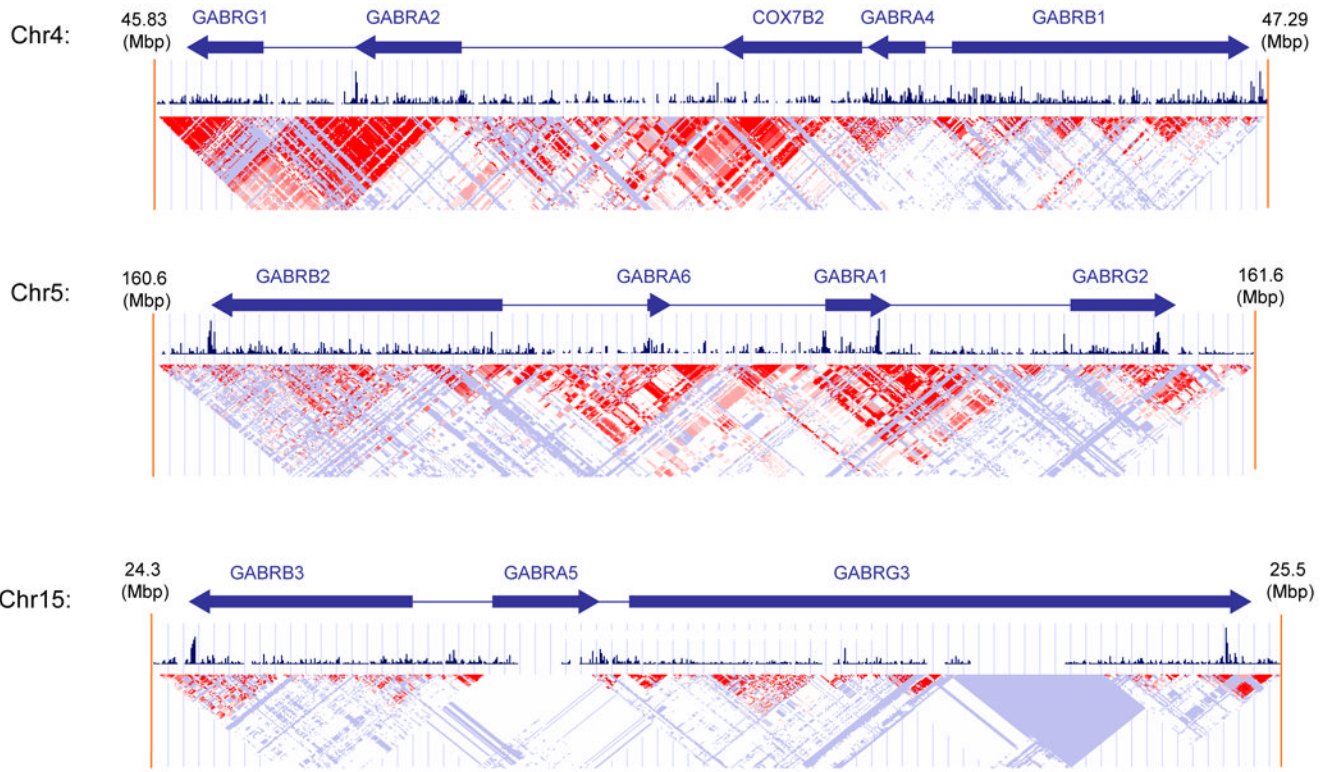 45.83 GABRG1 GABRA2 COX7B2 GABRA4 GABRB1 47.29
Chr4: (Mbp) (Mbp)
160.6 GABRB2 GABRA6 GABRA1 GABRG2 161.6
Chr5: (Mbp) (Mbp)
24.3 GABRB3 GABRA5 GABRG3 25.5
Chr15: (Mbp) (Mbp)